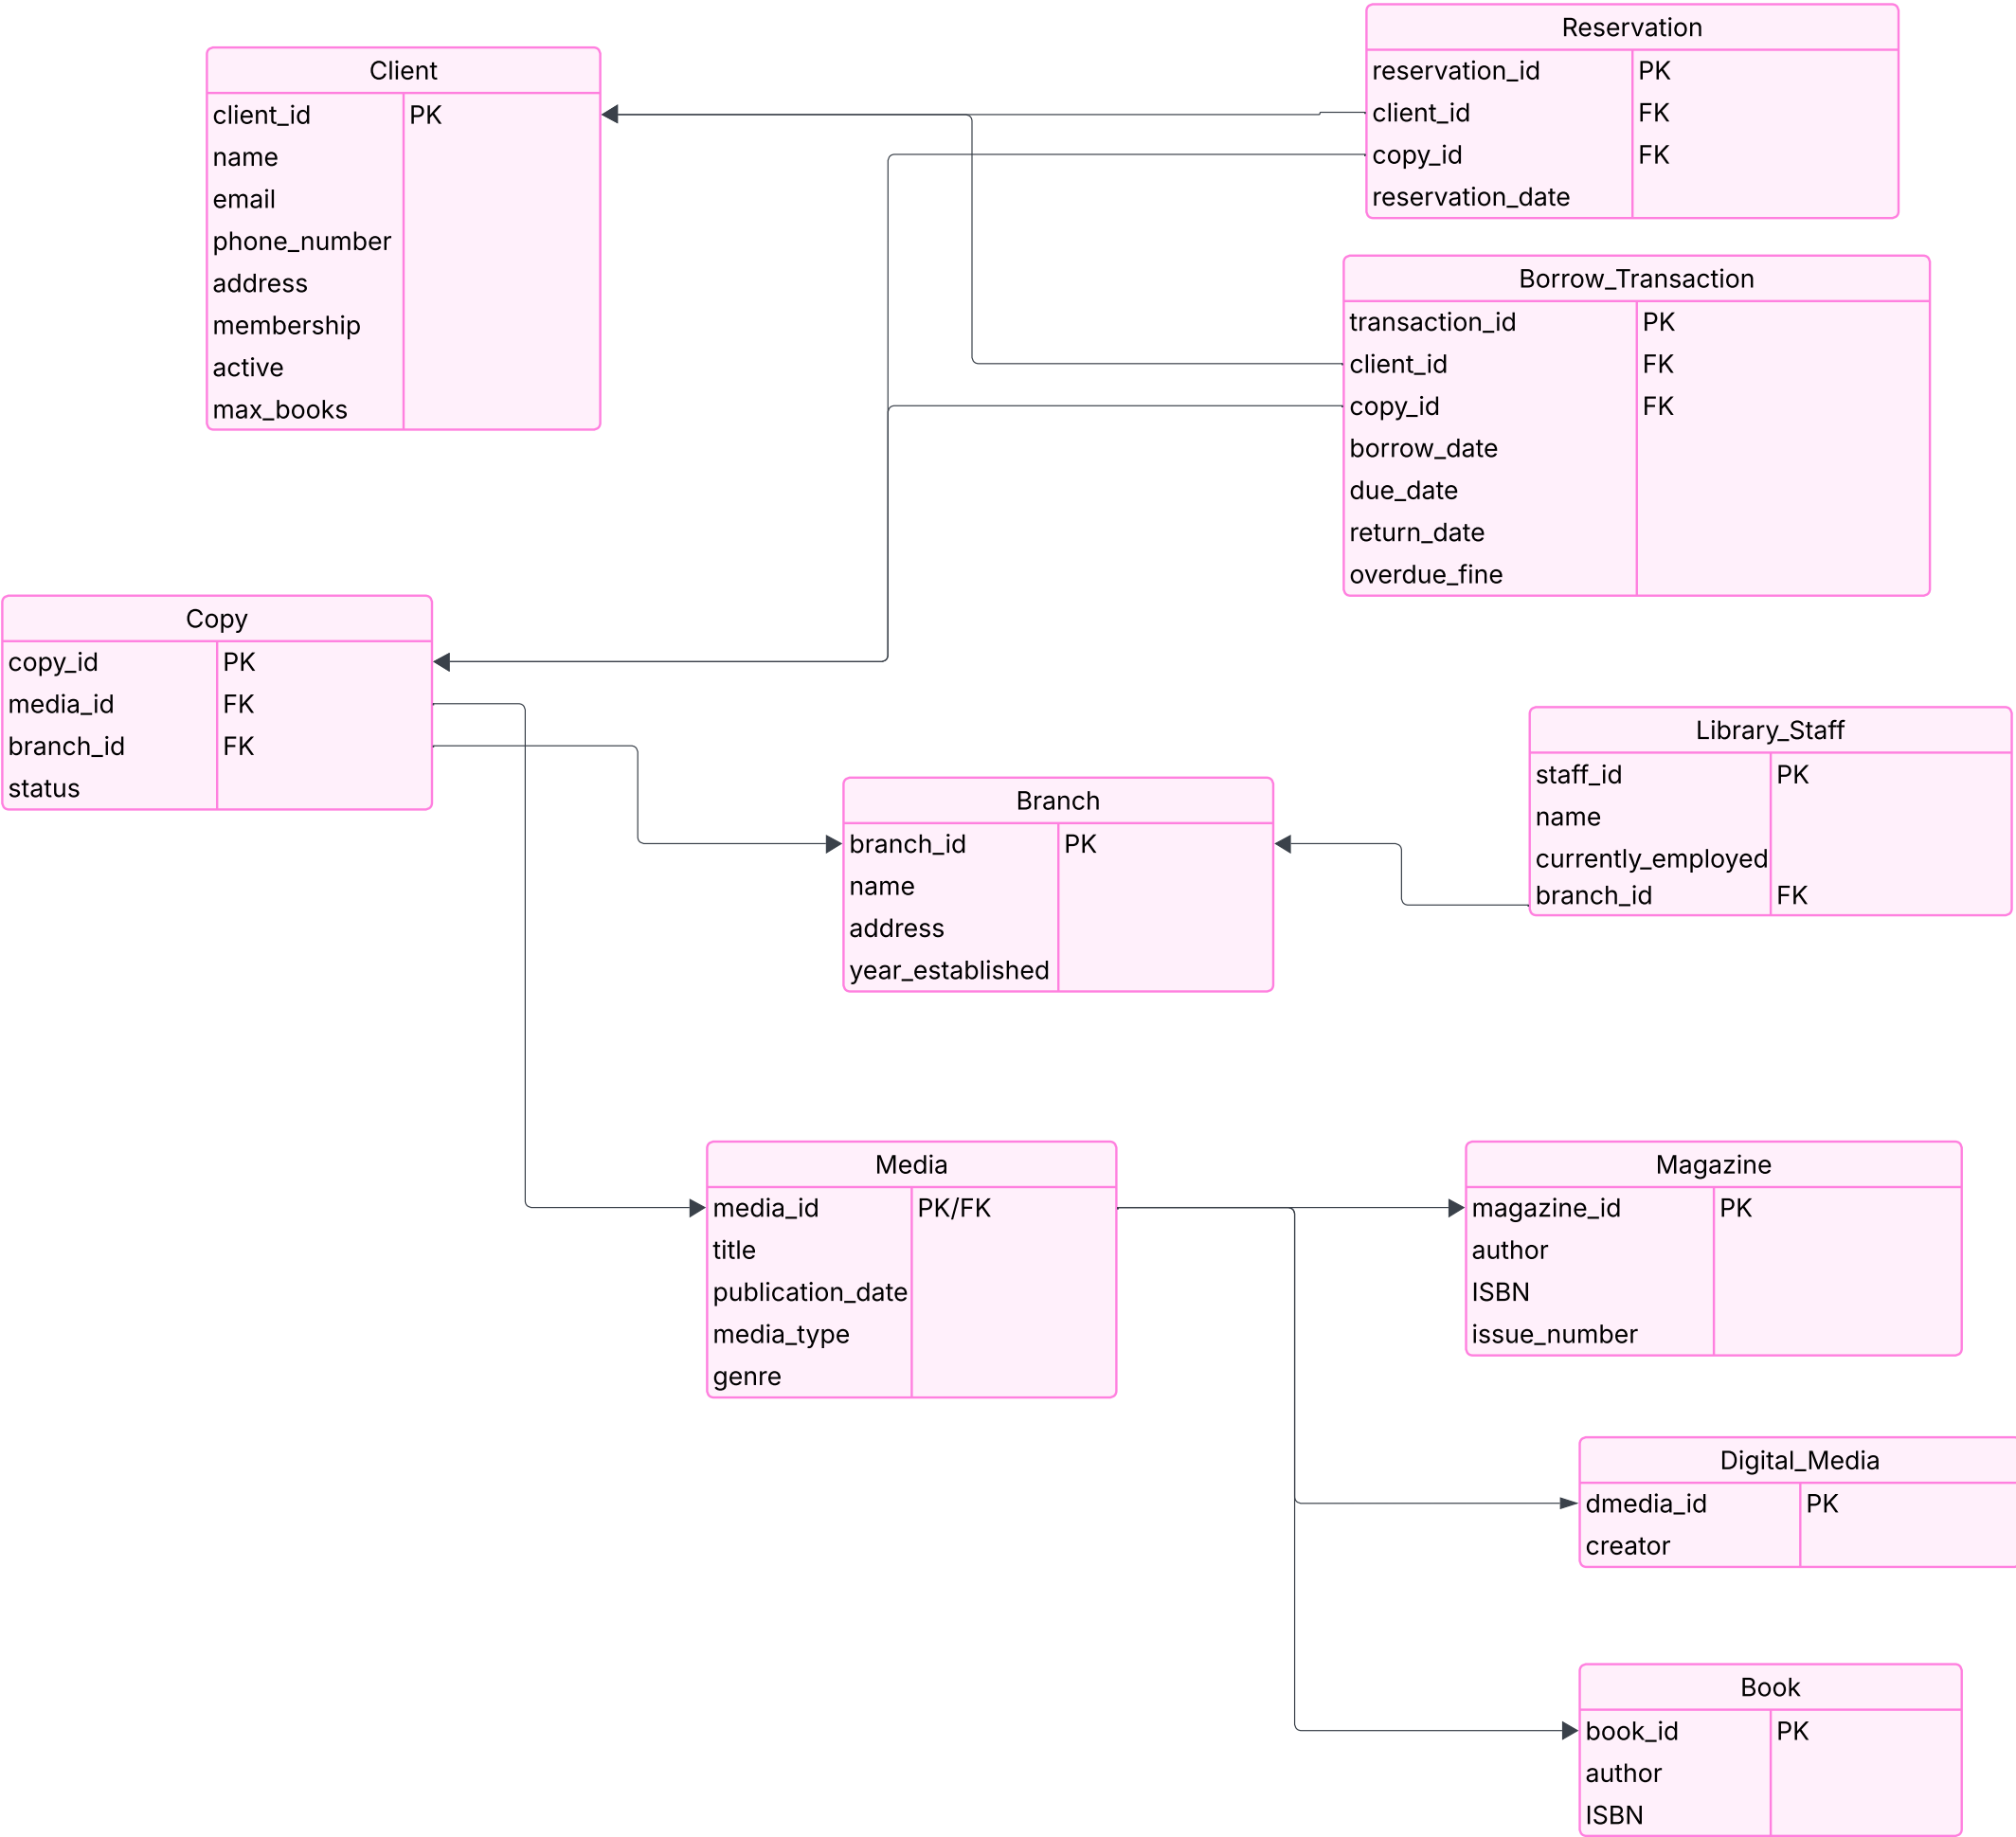 Client
client_id PK
name
email
phone_number
address
membership
active
max_books
Reservation
reservation_id PK
client_id FK
copy_id FK
reservation_date
Borrow_Transaction
transaction_id PK
client_id FK
copy_id FK
borrow_date
due_date
return_date
overdue_fine
Copy
copy_id PK
media_id FK
branch_id FK
status
Branch
branch_id PK
name
address
year_established
Library_Staff
staff_id PK
name
currently_employed
branch_id FK
Media
media_id PK/FK
title
publication_date
media_type
genre
Magazine
magazine_id PK
author
ISBN
issue_number
Digital_Media
dmedia_id PK
creator
Book
book_id PK
author
ISBN